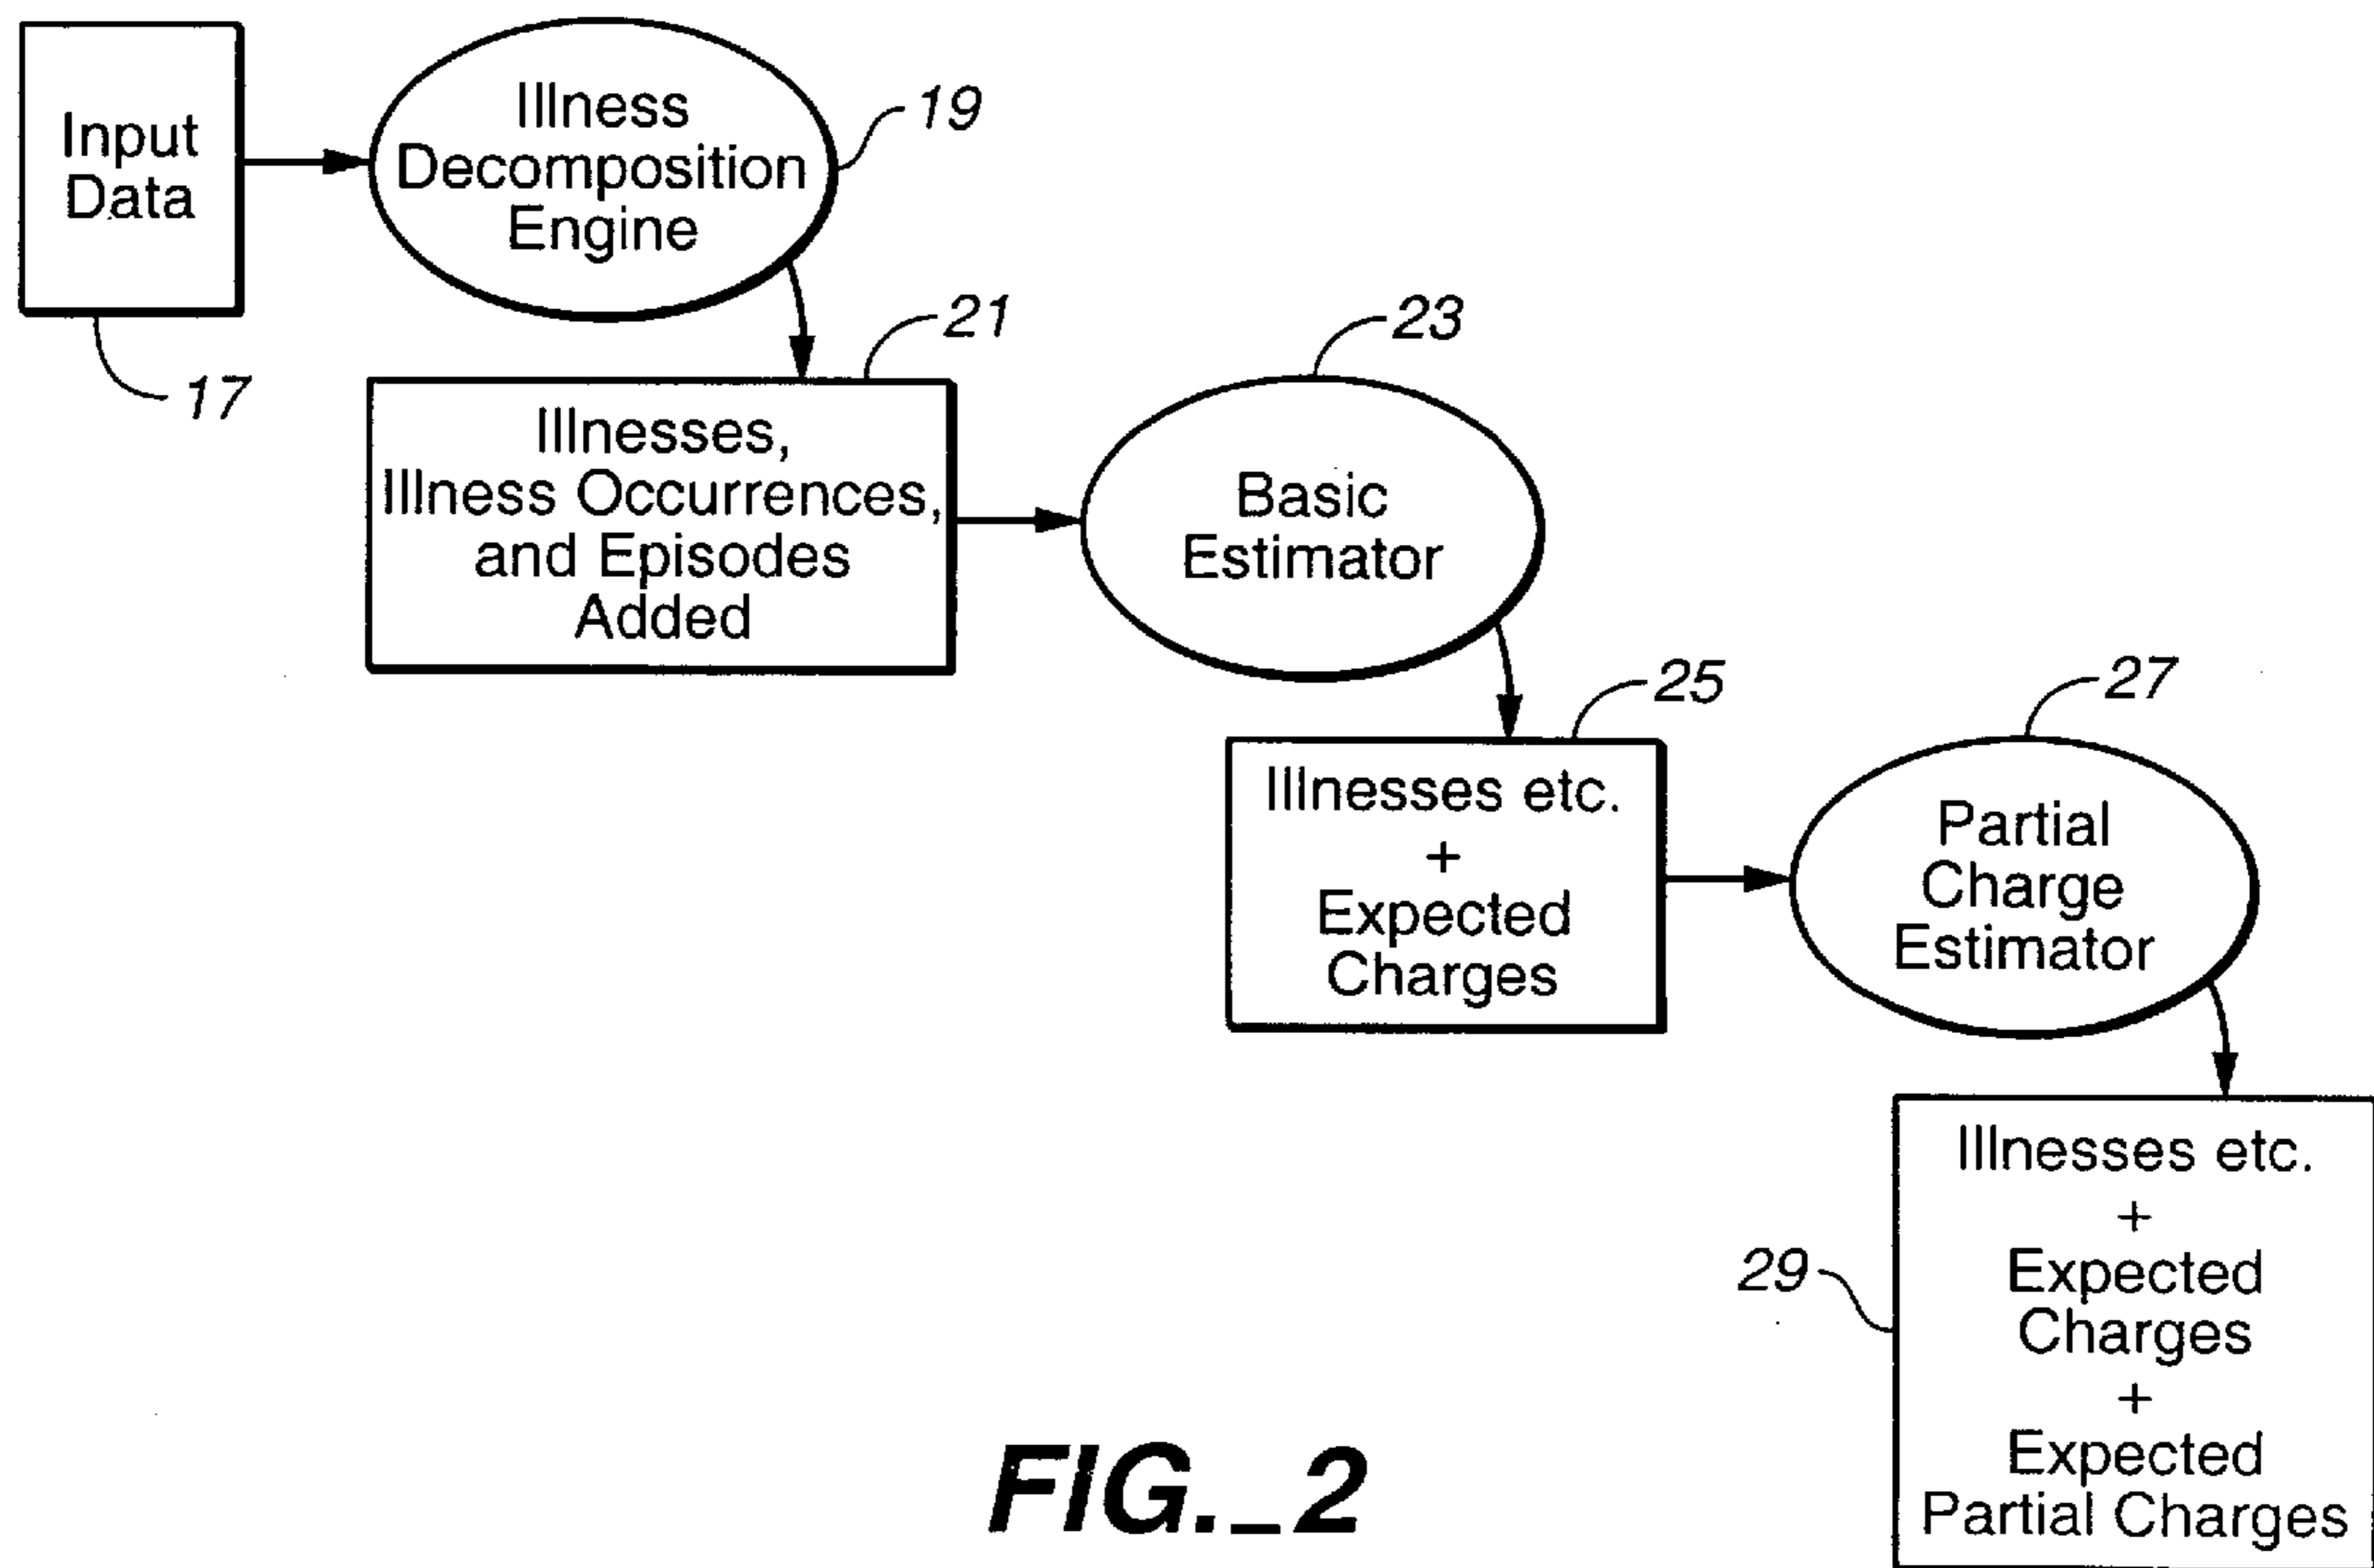 Input
Data
17
Illness
Decomposition
Engine
19
21
Illnesses,
Illness Occurrences,
and Episodes
Added
23
Basic
Estimator
25
Illnesses etc.
+
Expected
Charges
27
Partial
Charge
Estimator
29
Illnesses etc.
+
Expected
Charges
+
Expected
Partial Charges
FIG._2